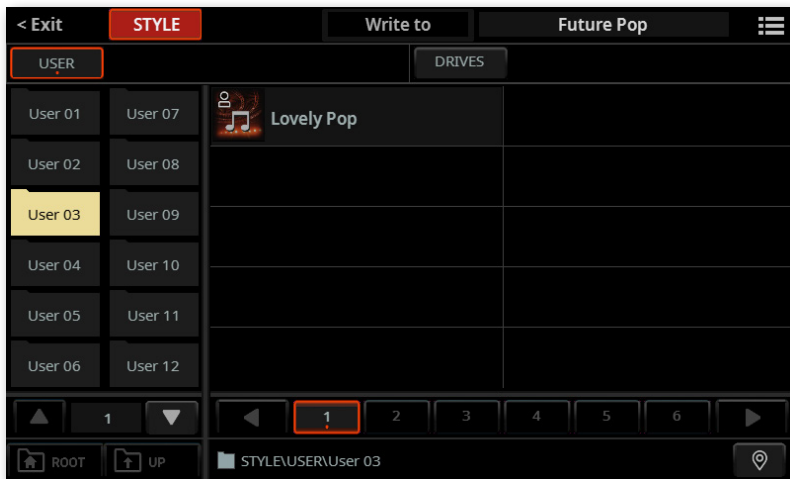 < Exit STYLE Write to Future Pop
USER DRIVES
User 01 User 07 Lovely Pop
User 02 User 08
User 03 User 09
User 04 User 10
User 05 User 11
User 06 User 12
1 1 2 3 4 5 6
ROOT UP STYLE\USER\User 03